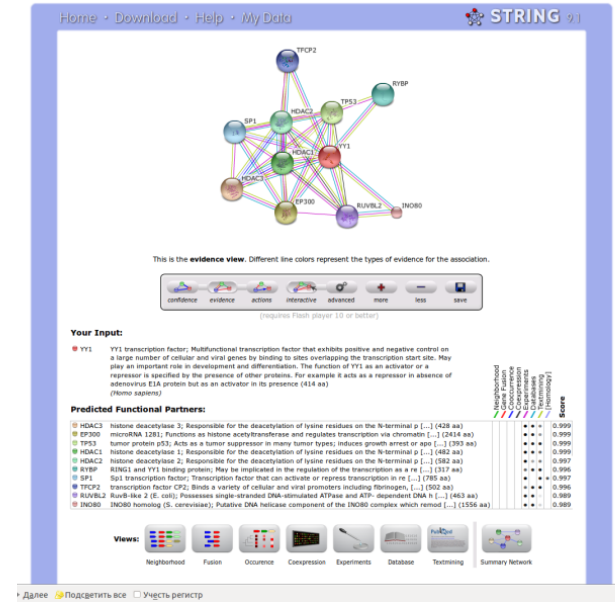 Home · Download · Help · My Data
STRING 9.1
TFCP2
RYBP
TP53
HDAC2
SP1
YY1
HDAC1
HDAC3
EP300
RUVBL2
INO80
This is the evidence view. Different line colors represent the types of evidence for the association.
confidence evidence actions interactive advanced more less save
(requires Flash player 10 or better)
Your Input:
YY1 YY1 transcription factor; Multifunctional transcription factor that exhibits positive and negative control on
a large number of cellular and viral genes by binding to sites overlapping the transcription start site. May
play an important role in development and differentiation. The function of YY1 as an activator or a
repressor is specified by the presence of other proteins. For example it acts as a repressor in absence of
adenovirus E1A protein but as an activator in its presence (414 aa)
(Homo sapiens)
Neighborhood
Gene Fusion
Cooccurrence
Coexpression
Experiments
Databases
Textmining
[Homology]
Score
Predicted Functional Partners:
HDAC3 histone deacetylase 3; Responsible for the deacetylation of lysine residues on the N-terminal p [...] (428 aa) 0.999
EP300 microRNA 1281; Functions as histone acetyltransferase and regulates transcription via chromatin [...] (2414 aa) 0.999
TP53 tumor protein p53; Acts as a tumor suppressor in many tumor types; induces growth arrest or apo [...] (393 aa) 0.999
HDAC1 histone deacetylase 1; Responsible for the deacetylation of lysine residues on the N-terminal p [...] (482 aa) 0.999
HDAC2 histone deacetylase 2; Responsible for the deacetylation of lysine residues on the N-terminal p [...] (582 aa) 0.997
RYBP RING1 and YY1 binding protein; May be implicated in the regulation of the transcription as a re [...] (317 aa) 0.996
SP1 Sp1 transcription factor; Transcription factor that can activate or repress transcription in re [...] (785 aa) 0.997
TFCP2 transcription factor CP2; Binds a variety of cellular and viral promoters including fibrinogen, [...] (502 aa) 0.996
RUVBL2 RuvB-like 2 (E. coli); Possesses single-stranded DNA-stimulated ATPase and ATP- dependent DNA h [...] (463 aa) 0.989
INO80 INO80 homolog (S. cerevisiae); Putative DNA helicase component of the INO80 complex which remod [...] (1556 aa) 0.989
Views:
Neighborhood Fusion Occurence Coexpression Experiments Database Textmining Summary Network
Далее Подсветить все Учесть регистр